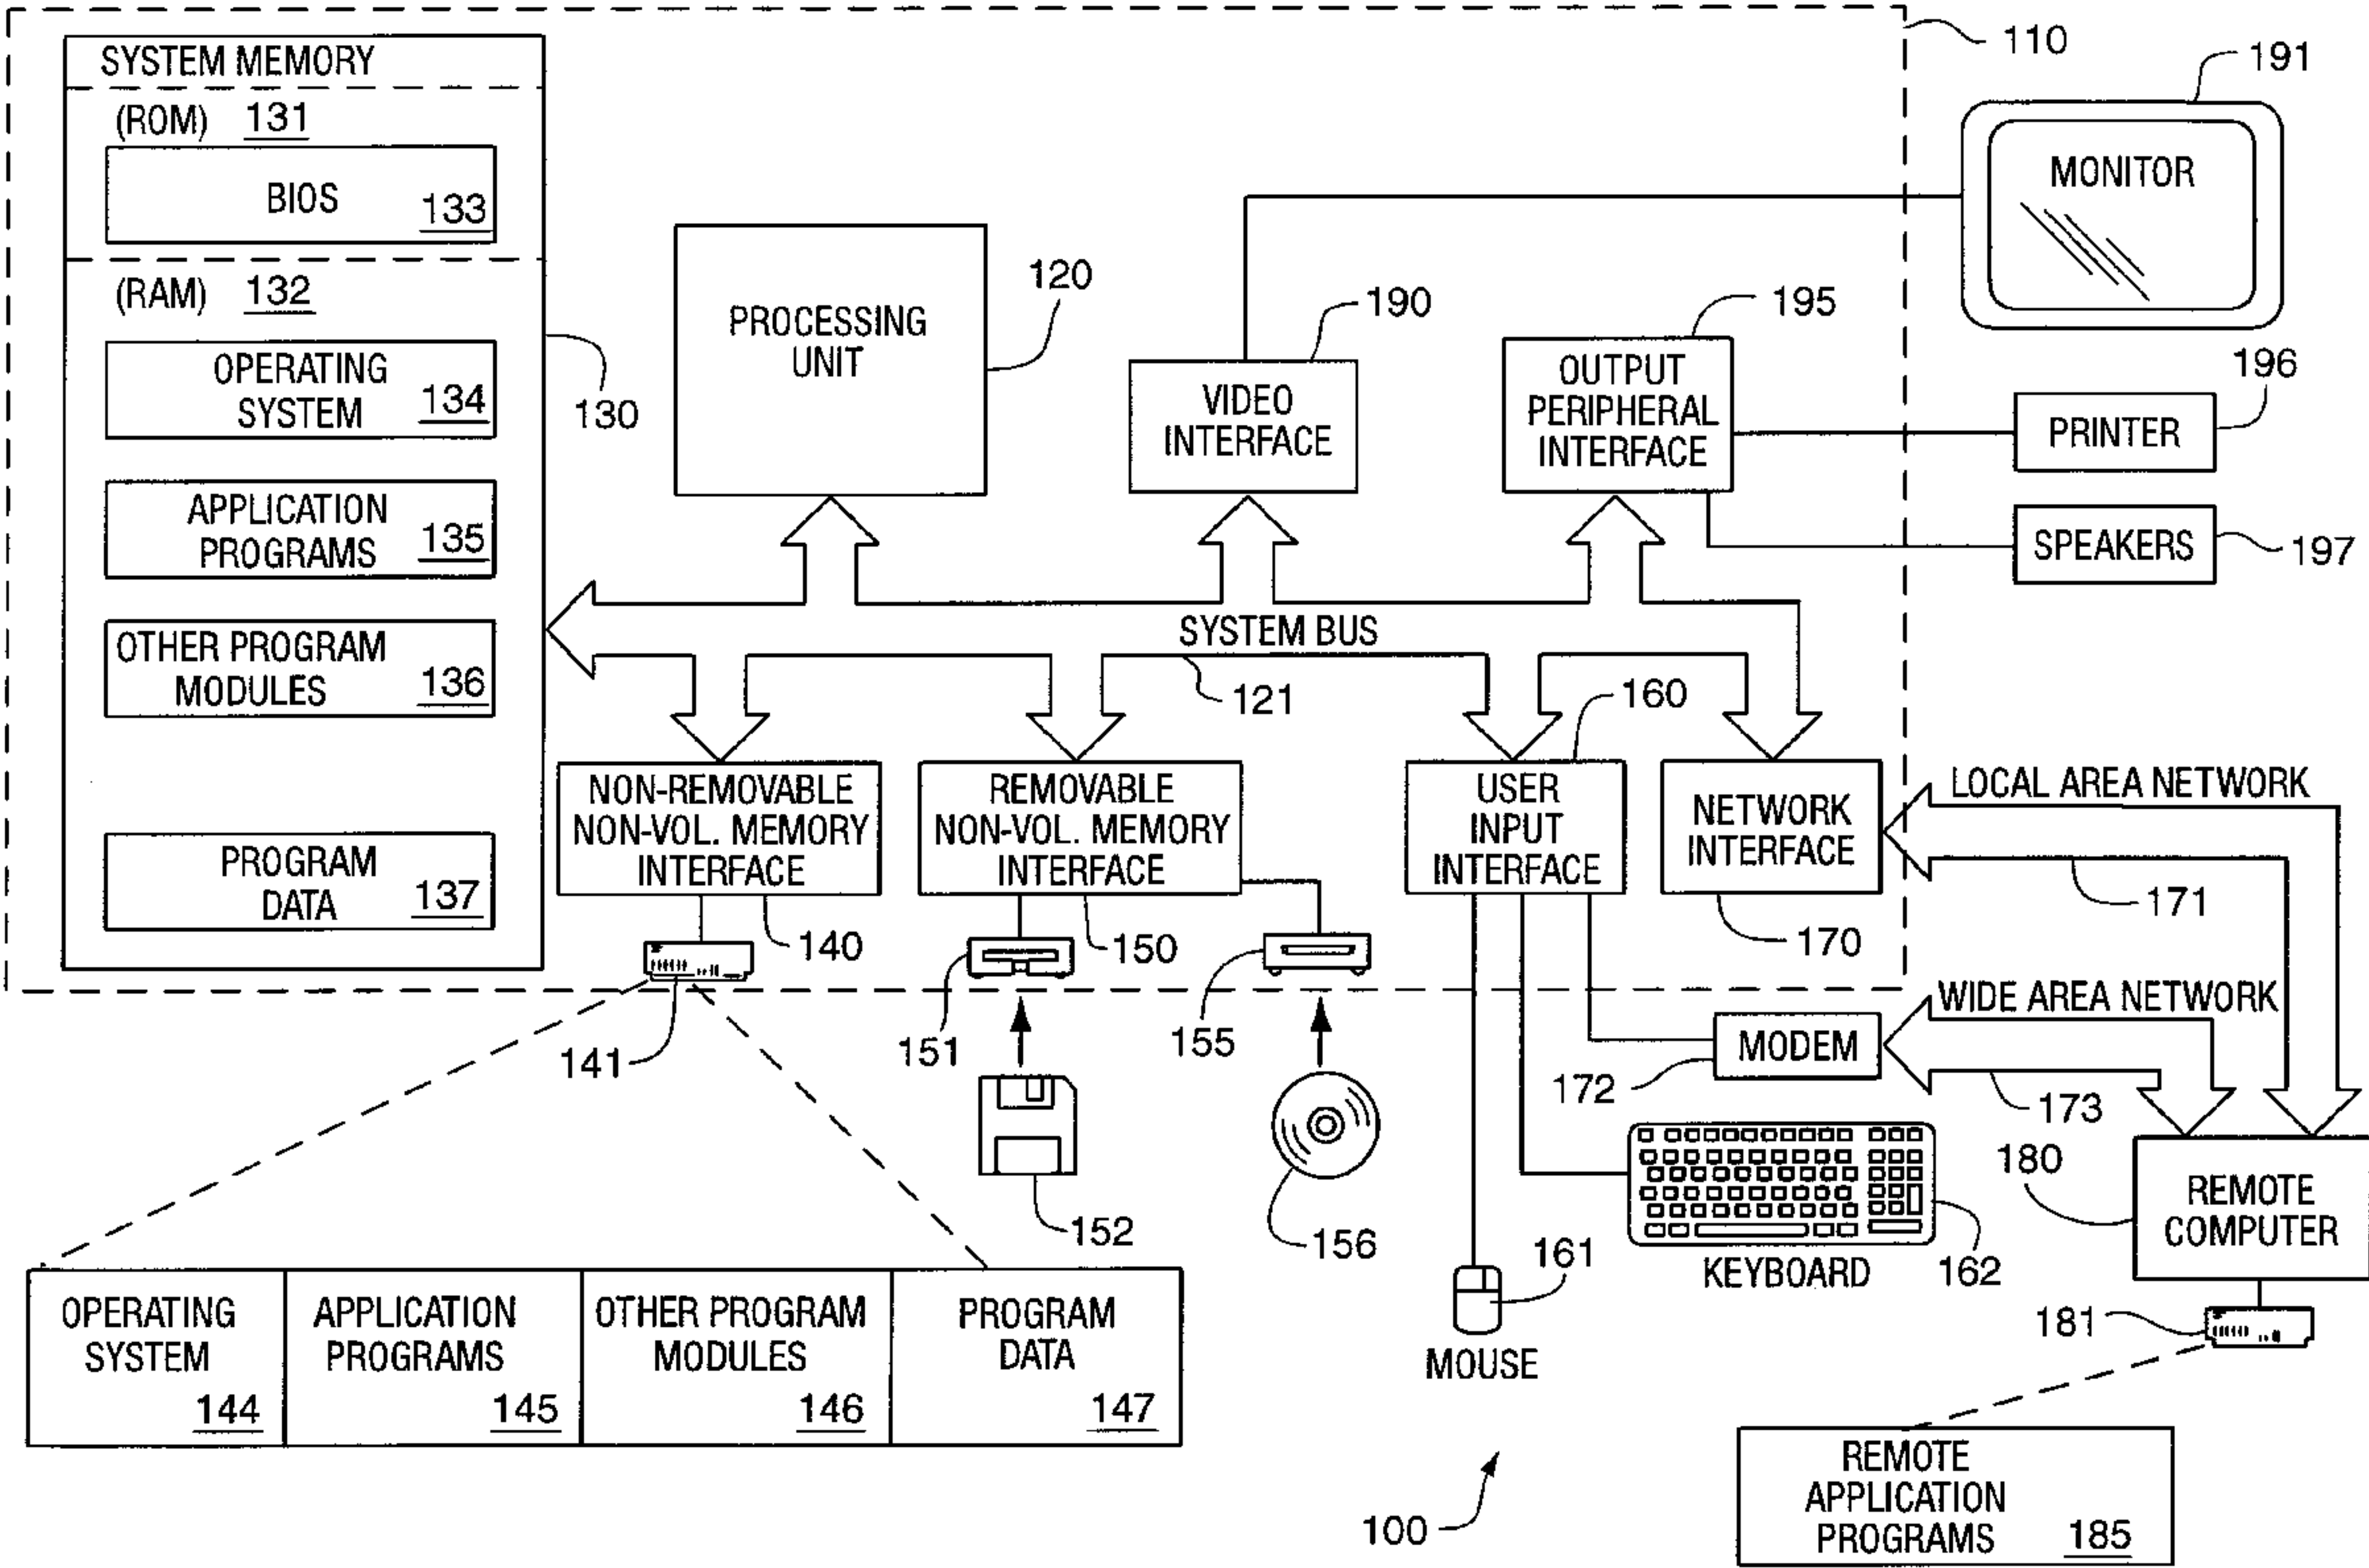 110
191
SYSTEM MEMORY
(ROM) 131
BIOS 133
MONITOR
(RAM) 132
OPERATING
SYSTEM 134
130
APPLICATION
PROGRAMS 135
OTHER PROGRAM
MODULES 136
PROGRAM
DATA 137
PROCESSING
UNIT
120
190
VIDEO
INTERFACE
195
OUTPUT
PERIPHERAL
INTERFACE
196
PRINTER
SPEAKERS
197
SYSTEM BUS
121
160
NON-REMOVABLE
NON-VOL. MEMORY
INTERFACE
140
REMOVABLE
NON-VOL. MEMORY
INTERFACE
150
USER
INPUT
INTERFACE
NETWORK
INTERFACE
170
LOCAL AREA NETWORK
171
141
151
155
WIDE AREA NETWORK
MODEM
172
173
152
156
161
MOUSE
KEYBOARD
162
180
REMOTE
COMPUTER
181
OPERATING
SYSTEM
144
APPLICATION
PROGRAMS
145
OTHER PROGRAM
MODULES
146
PROGRAM
DATA
147
100
REMOTE
APPLICATION
PROGRAMS 185